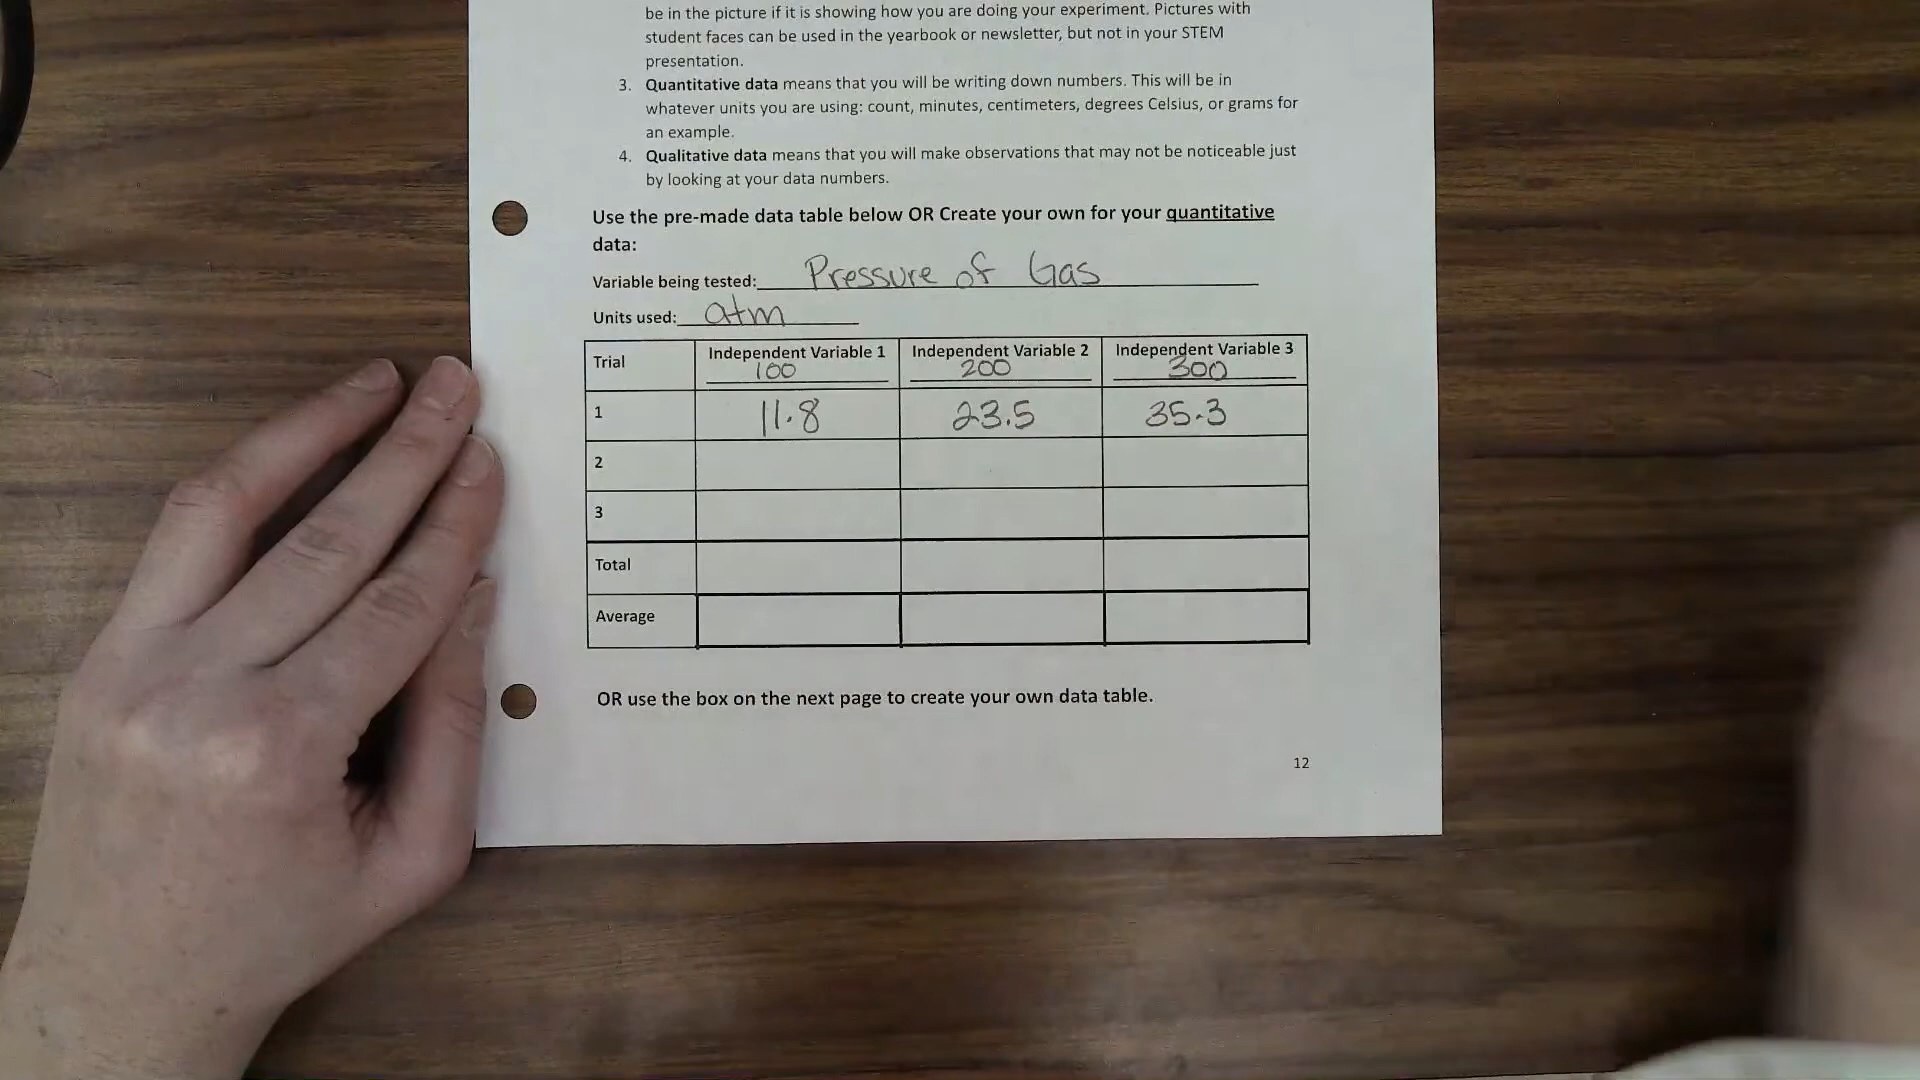 be in the picture if it is showing how you are doing your experiment. Pictures with
student faces can be used in the yearbook or newsletter, but not in your STEM
presentation.
3. Quantitative data means that you will be writing down numbers. This will be in
whatever units you are using: count, minutes, centimeters, degrees Celsius, or grams for
an example.
4. Qualitative data means that you will make observations that may not be noticeable just
by looking at your data numbers.
Use the pre-made data table below OR Create your own for your quantitative
data:
Variable being tested: Pressure of Gas
Units used: atm
Trial Independent Variable 1 Independent Variable 2 Independent Variable 3
100 200 300
1 11.8 23.5 35.3
2
3
Total
Average
OR use the box on the next page to create your own data table.
12